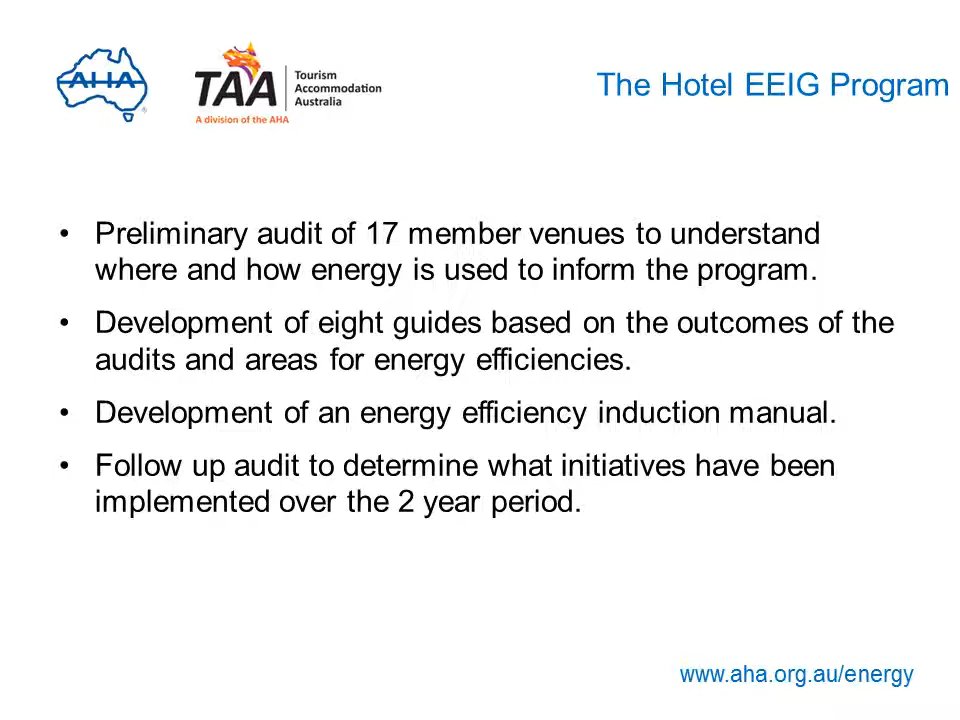 AHA
®
TAA
Tourism
Accommodation
Australia
A division of the AHA
The Hotel EEIG Program
• Preliminary audit of 17 member venues to understand
where and how energy is used to inform the program.
• Development of eight guides based on the outcomes of the
audits and areas for energy efficiencies.
• Development of an energy efficiency induction manual.
• Follow up audit to determine what initiatives have been
implemented over the 2 year period.
www.aha.org.au/energy